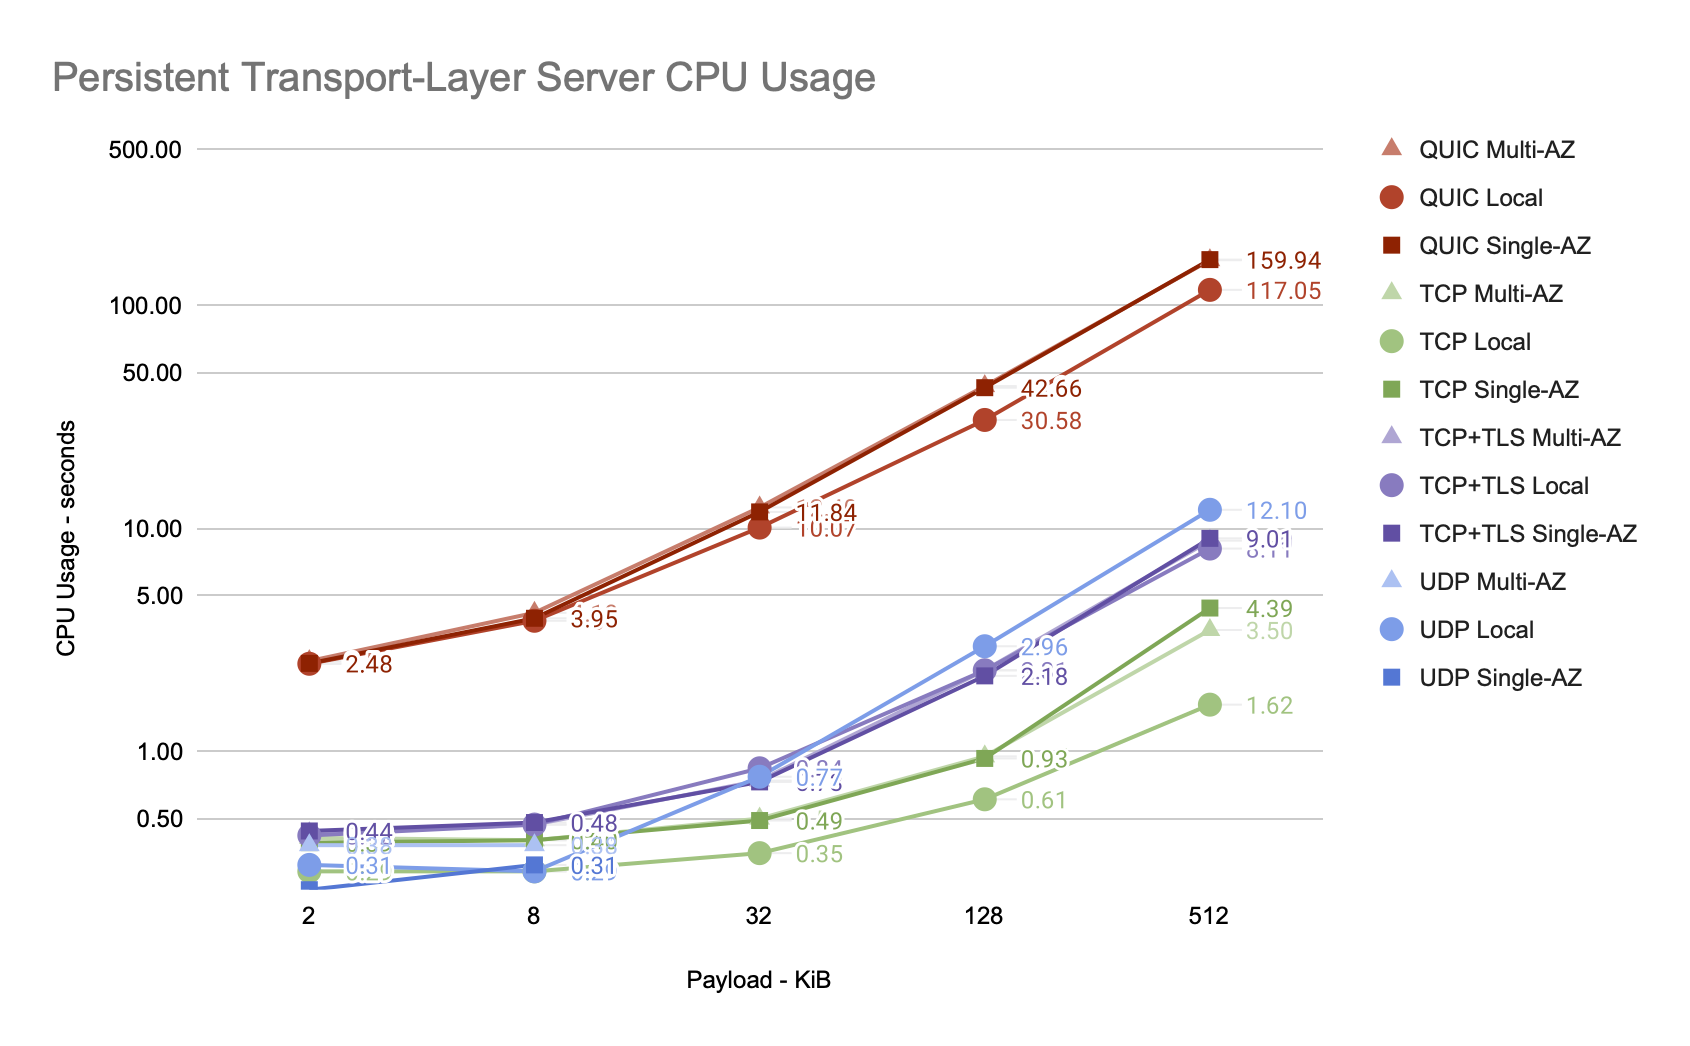 Persistent Transport-Layer Server CPU Usage
500.00
100.00
50.00
10.00
5.00
1.00
0.50
CPU Usage - seconds
2
8
32
128
512
Payload - KiB
159.94
117.05
42.66
30.58
11.84
10.07
3.95
2.48
12.10
9.01
8.11
4.39
3.50
1.62
2.96
2.18
0.93
0.61
0.77
0.49
0.35
0.48
0.31
0.29
0.44
0.31
QUIC Multi-AZ
QUIC Local
QUIC Single-AZ
TCP Multi-AZ
TCP Local
TCP Single-AZ
TCP+TLS Multi-AZ
TCP+TLS Local
TCP+TLS Single-AZ
UDP Multi-AZ
UDP Local
UDP Single-AZ